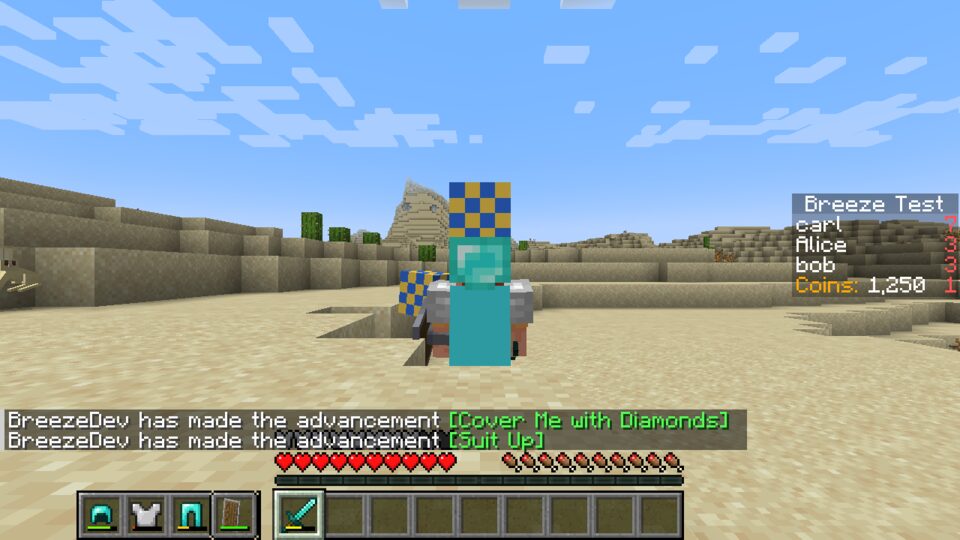 Breeze Test
carl 7
Alice 3
bob 3
Coins: 1,250 1
BreezeDev has made the advancement [Cover Me with Diamonds]
BreezeDev has made the advancement [Suit Up]